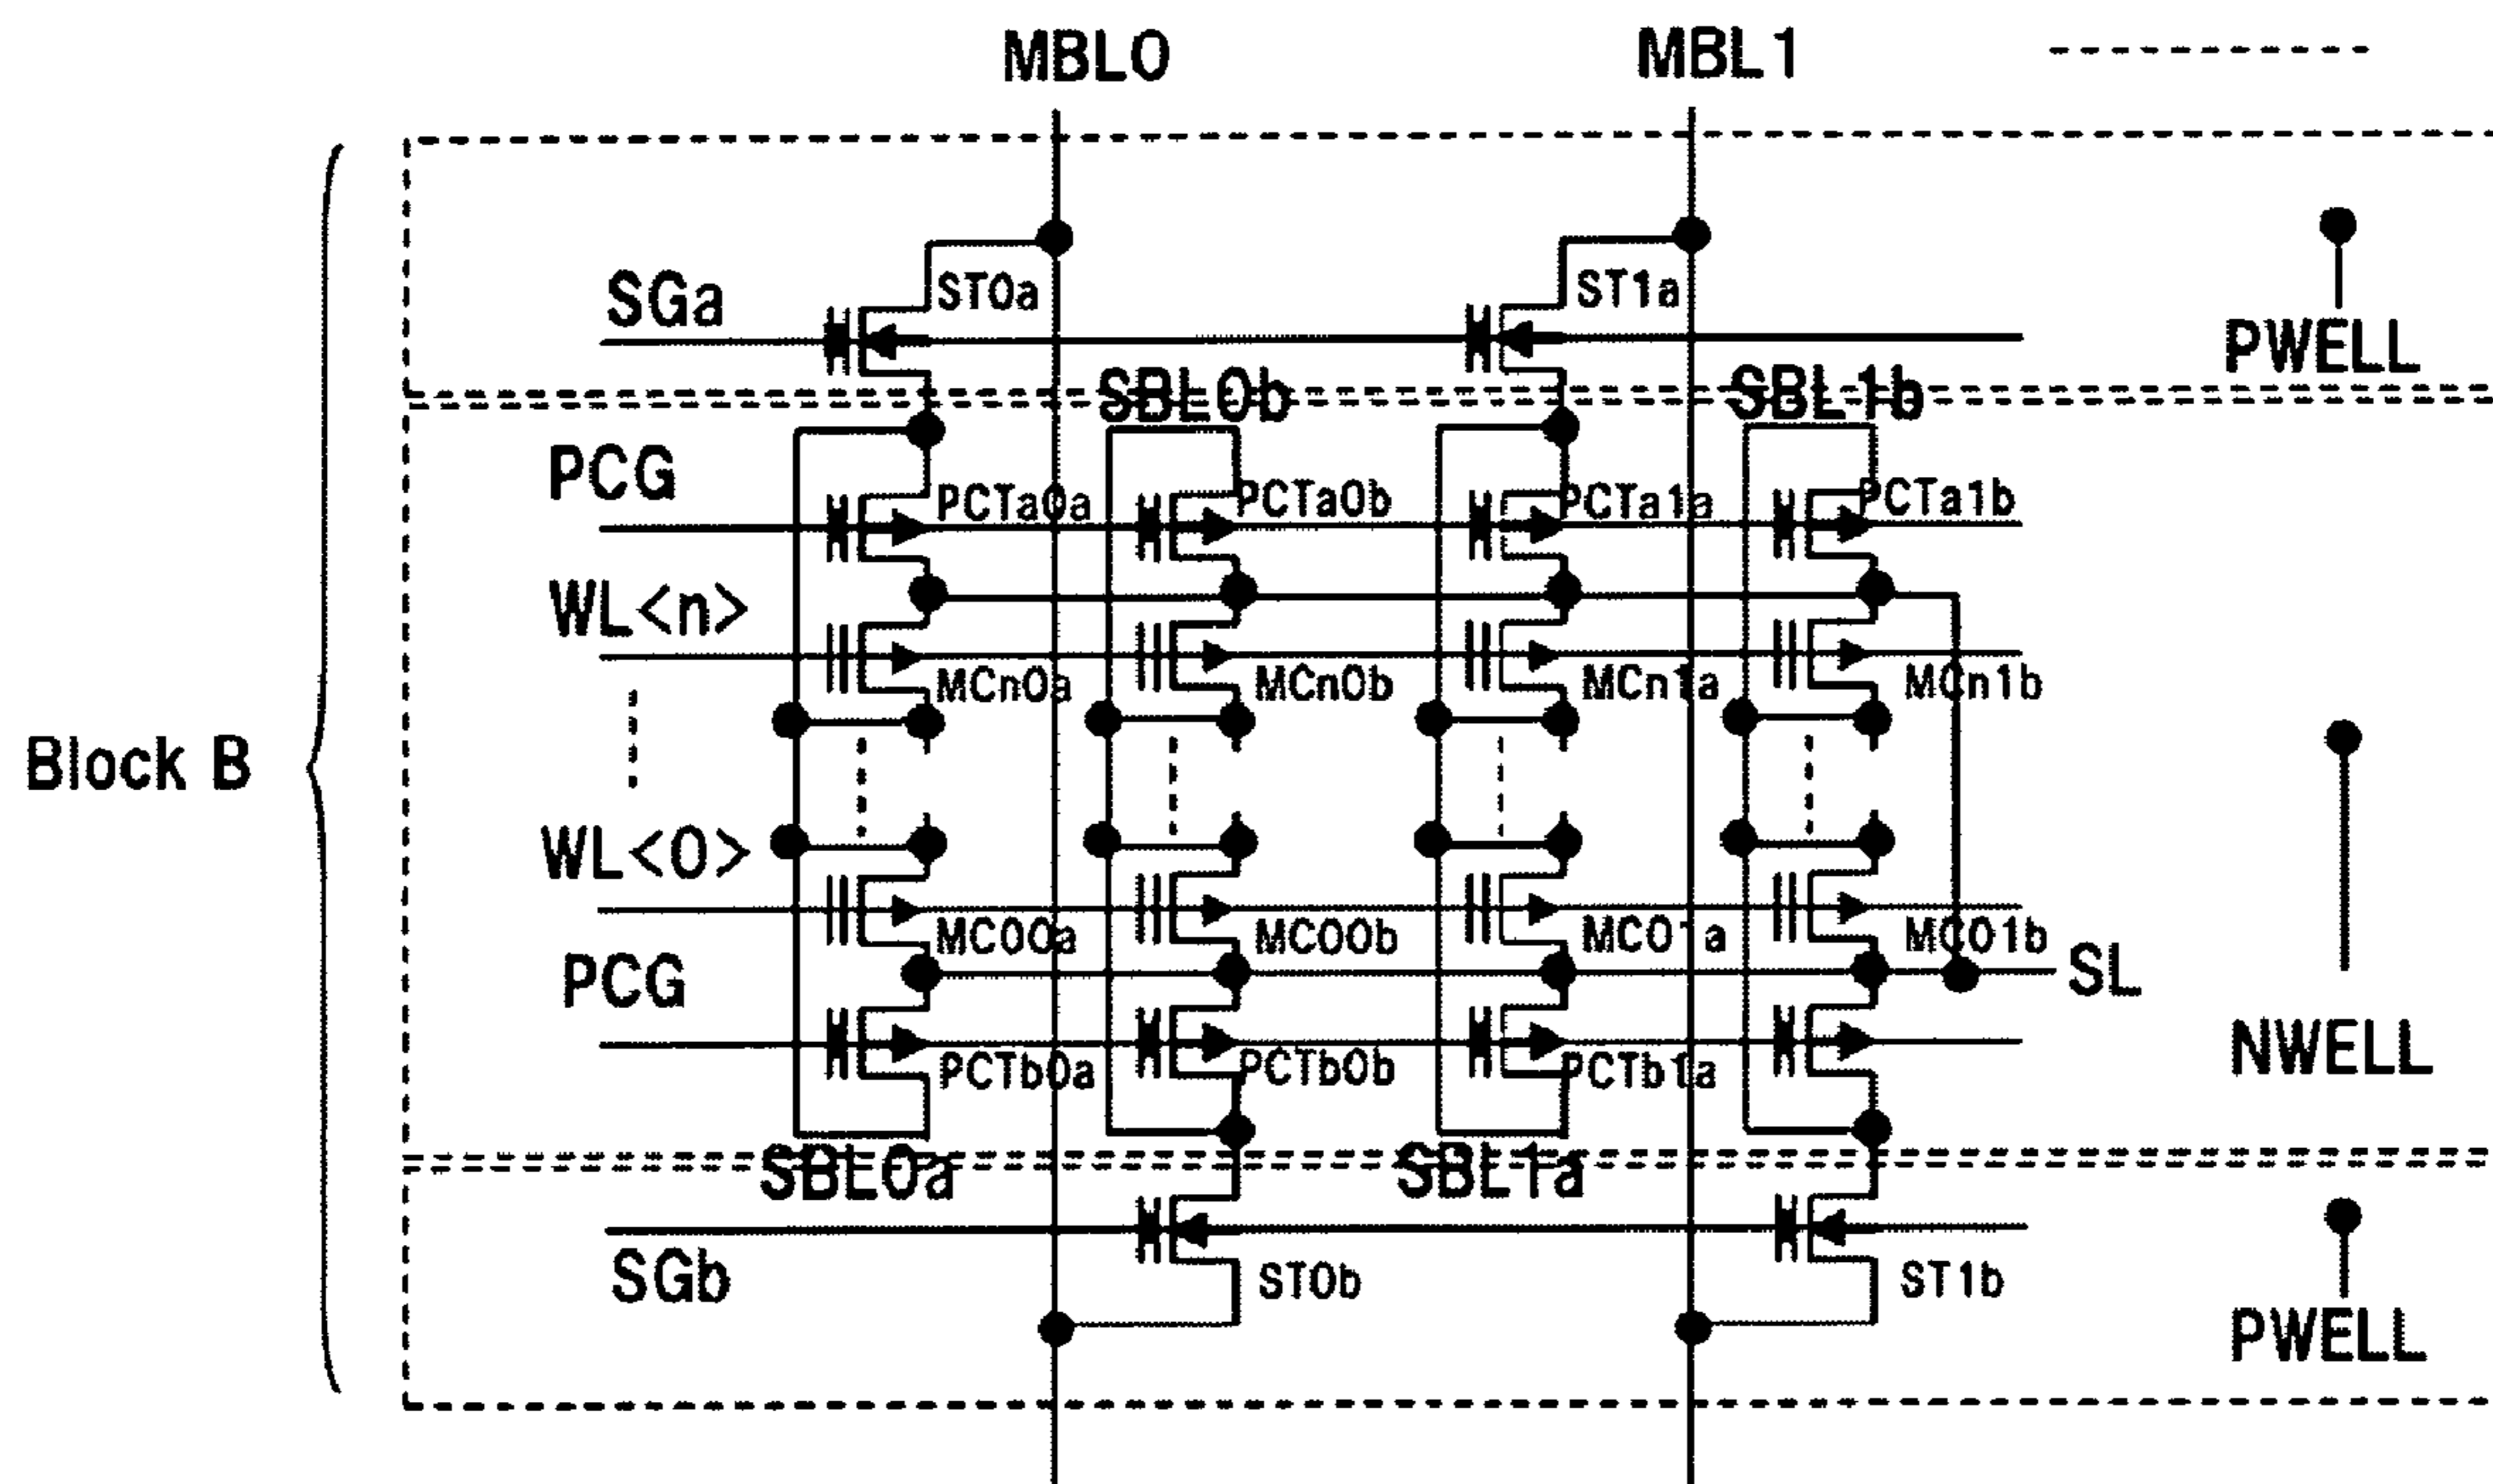 MBL0 MBL1
ST0a ST1a
SGa
PWELL
SBL0b SBL1b
PCG
PCTa0a PCTa0b PCTa1a PCTa1b
WL<n>
MCn0a MCn0b MCn1a MCn1b
Block B
WL<0>
MC00a MC00b MC01a MC01b
PCG SL
NWELL
PCTb0a PCTb0b PCTb1a
SBL0a SBL1a
SGb ST0b ST1b
PWELL